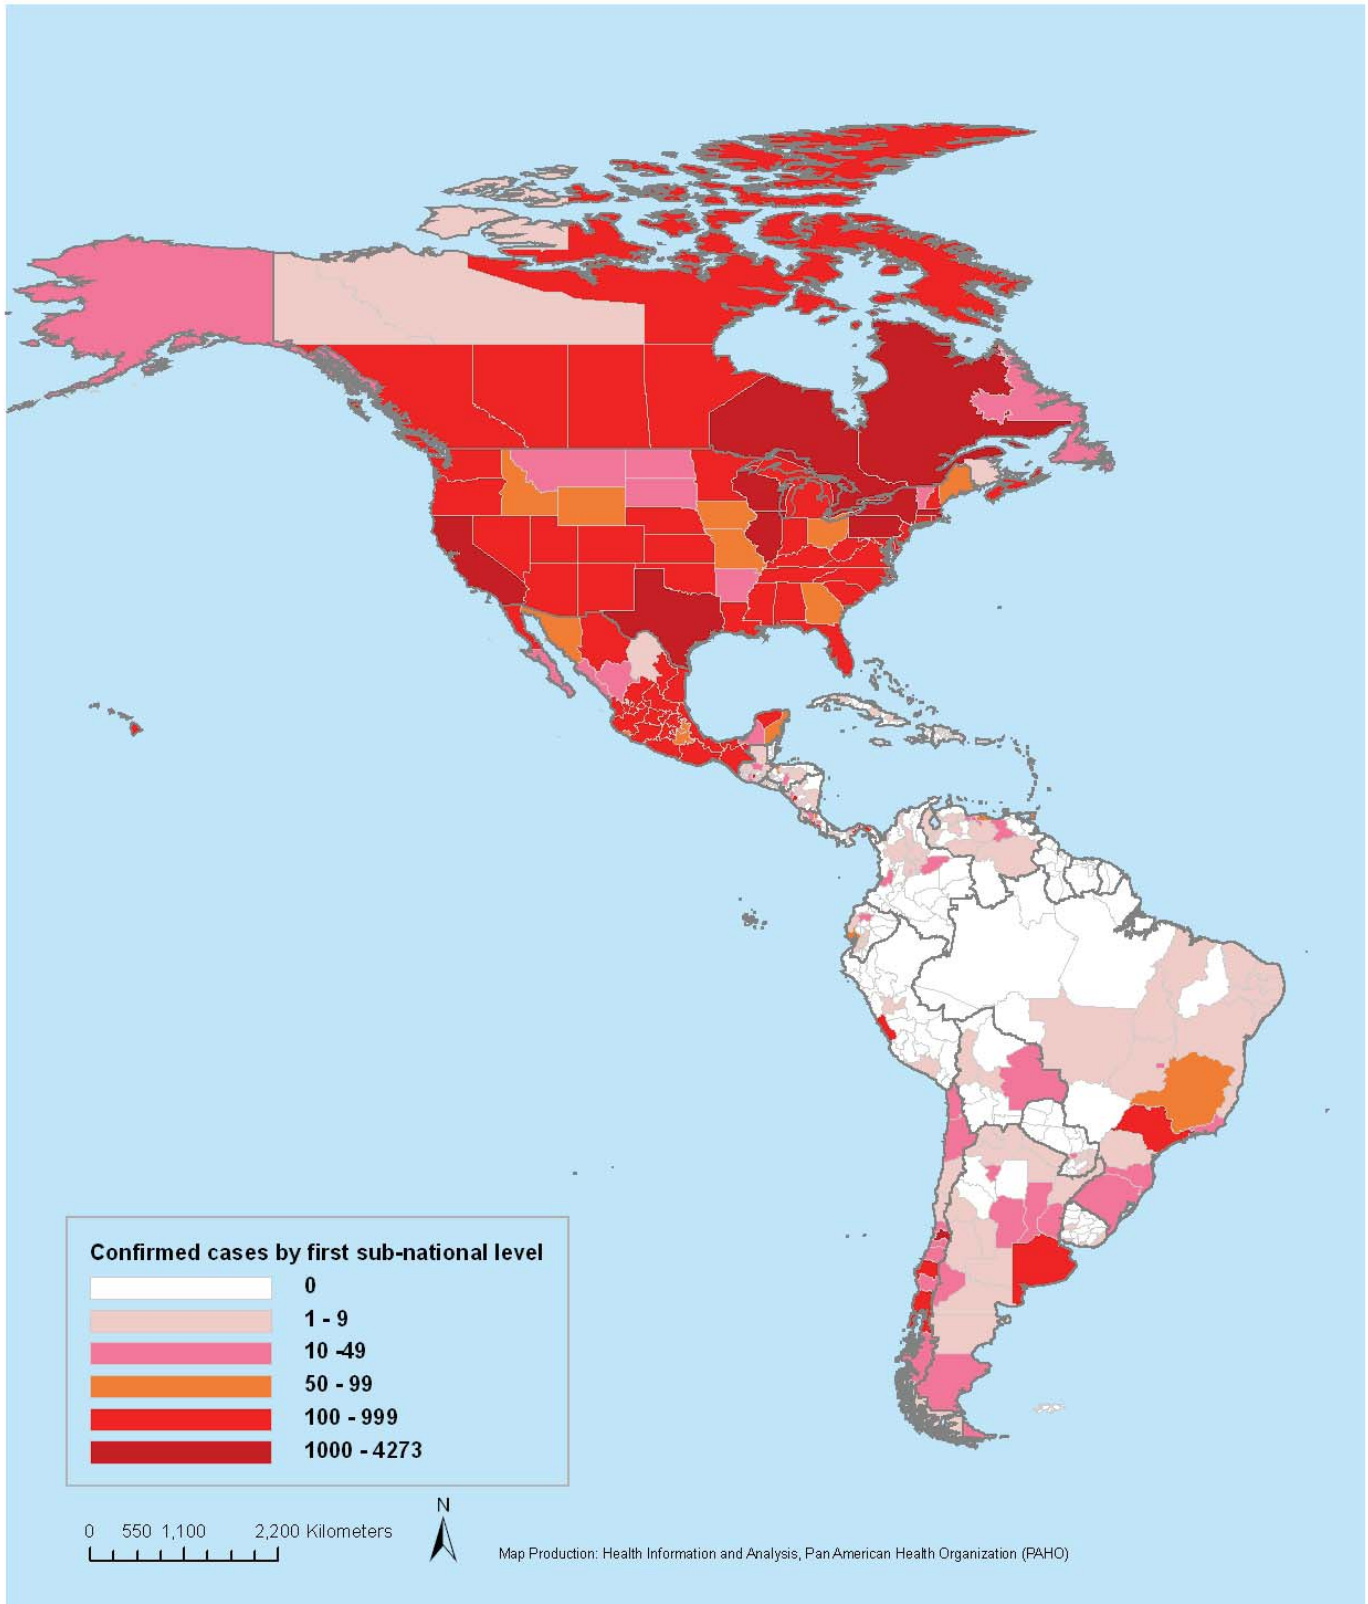 Confirmed cases by first sub-national level
0
1 - 9
10 -49
50 - 99
100 - 999
1000 - 4273
N
0 550 1,100 2,200 Kilometers
Map Production: Health Information and Analysis, Pan American Health Organization (PAHO)